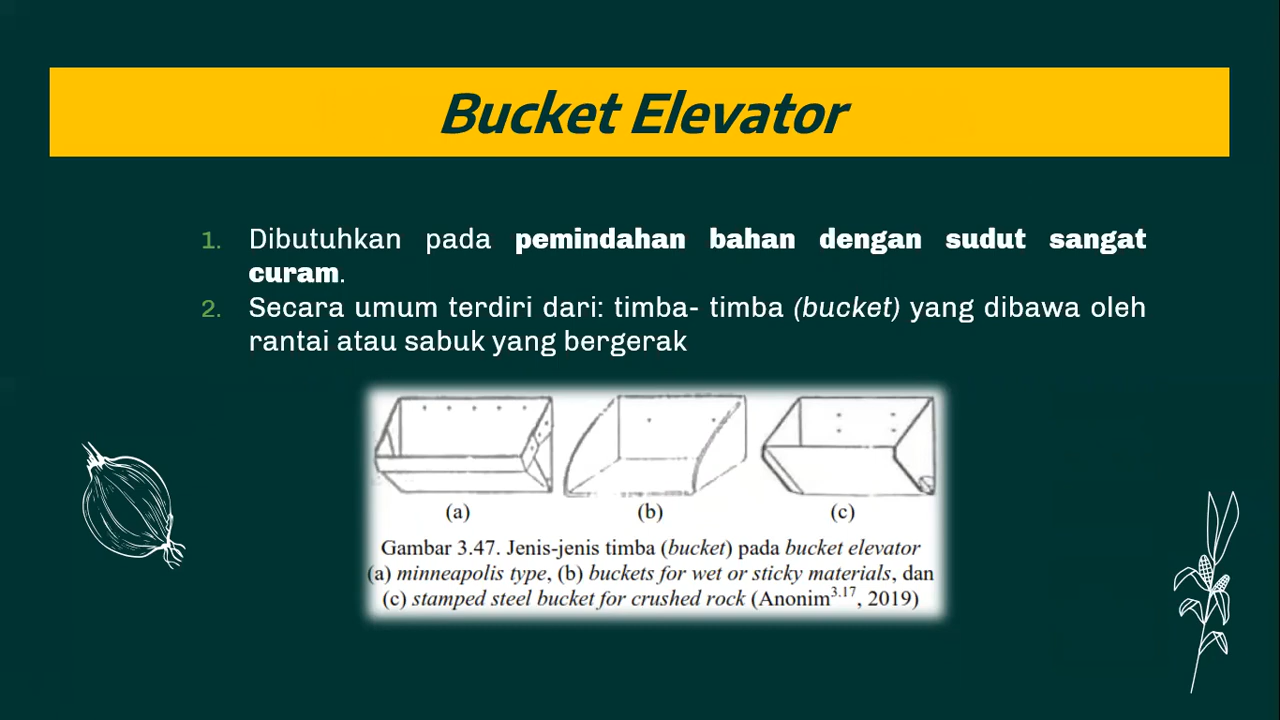 Bucket Elevator
1. Dibutuhkan pada pemindahan bahan dengan sudut sangat
curam.
2. Secara umum terdiri dari: timba- timba (bucket) yang dibawa oleh
rantai atau sabuk yang bergerak
(a) (b) (c)
Gambar 3.47. Jenis-jenis timba (bucket) pada bucket elevator
(a) minneapolis type, (b) buckets for wet or sticky materials, dan
(c) stamped steel bucket for crushed rock (Anonim3.17, 2019)